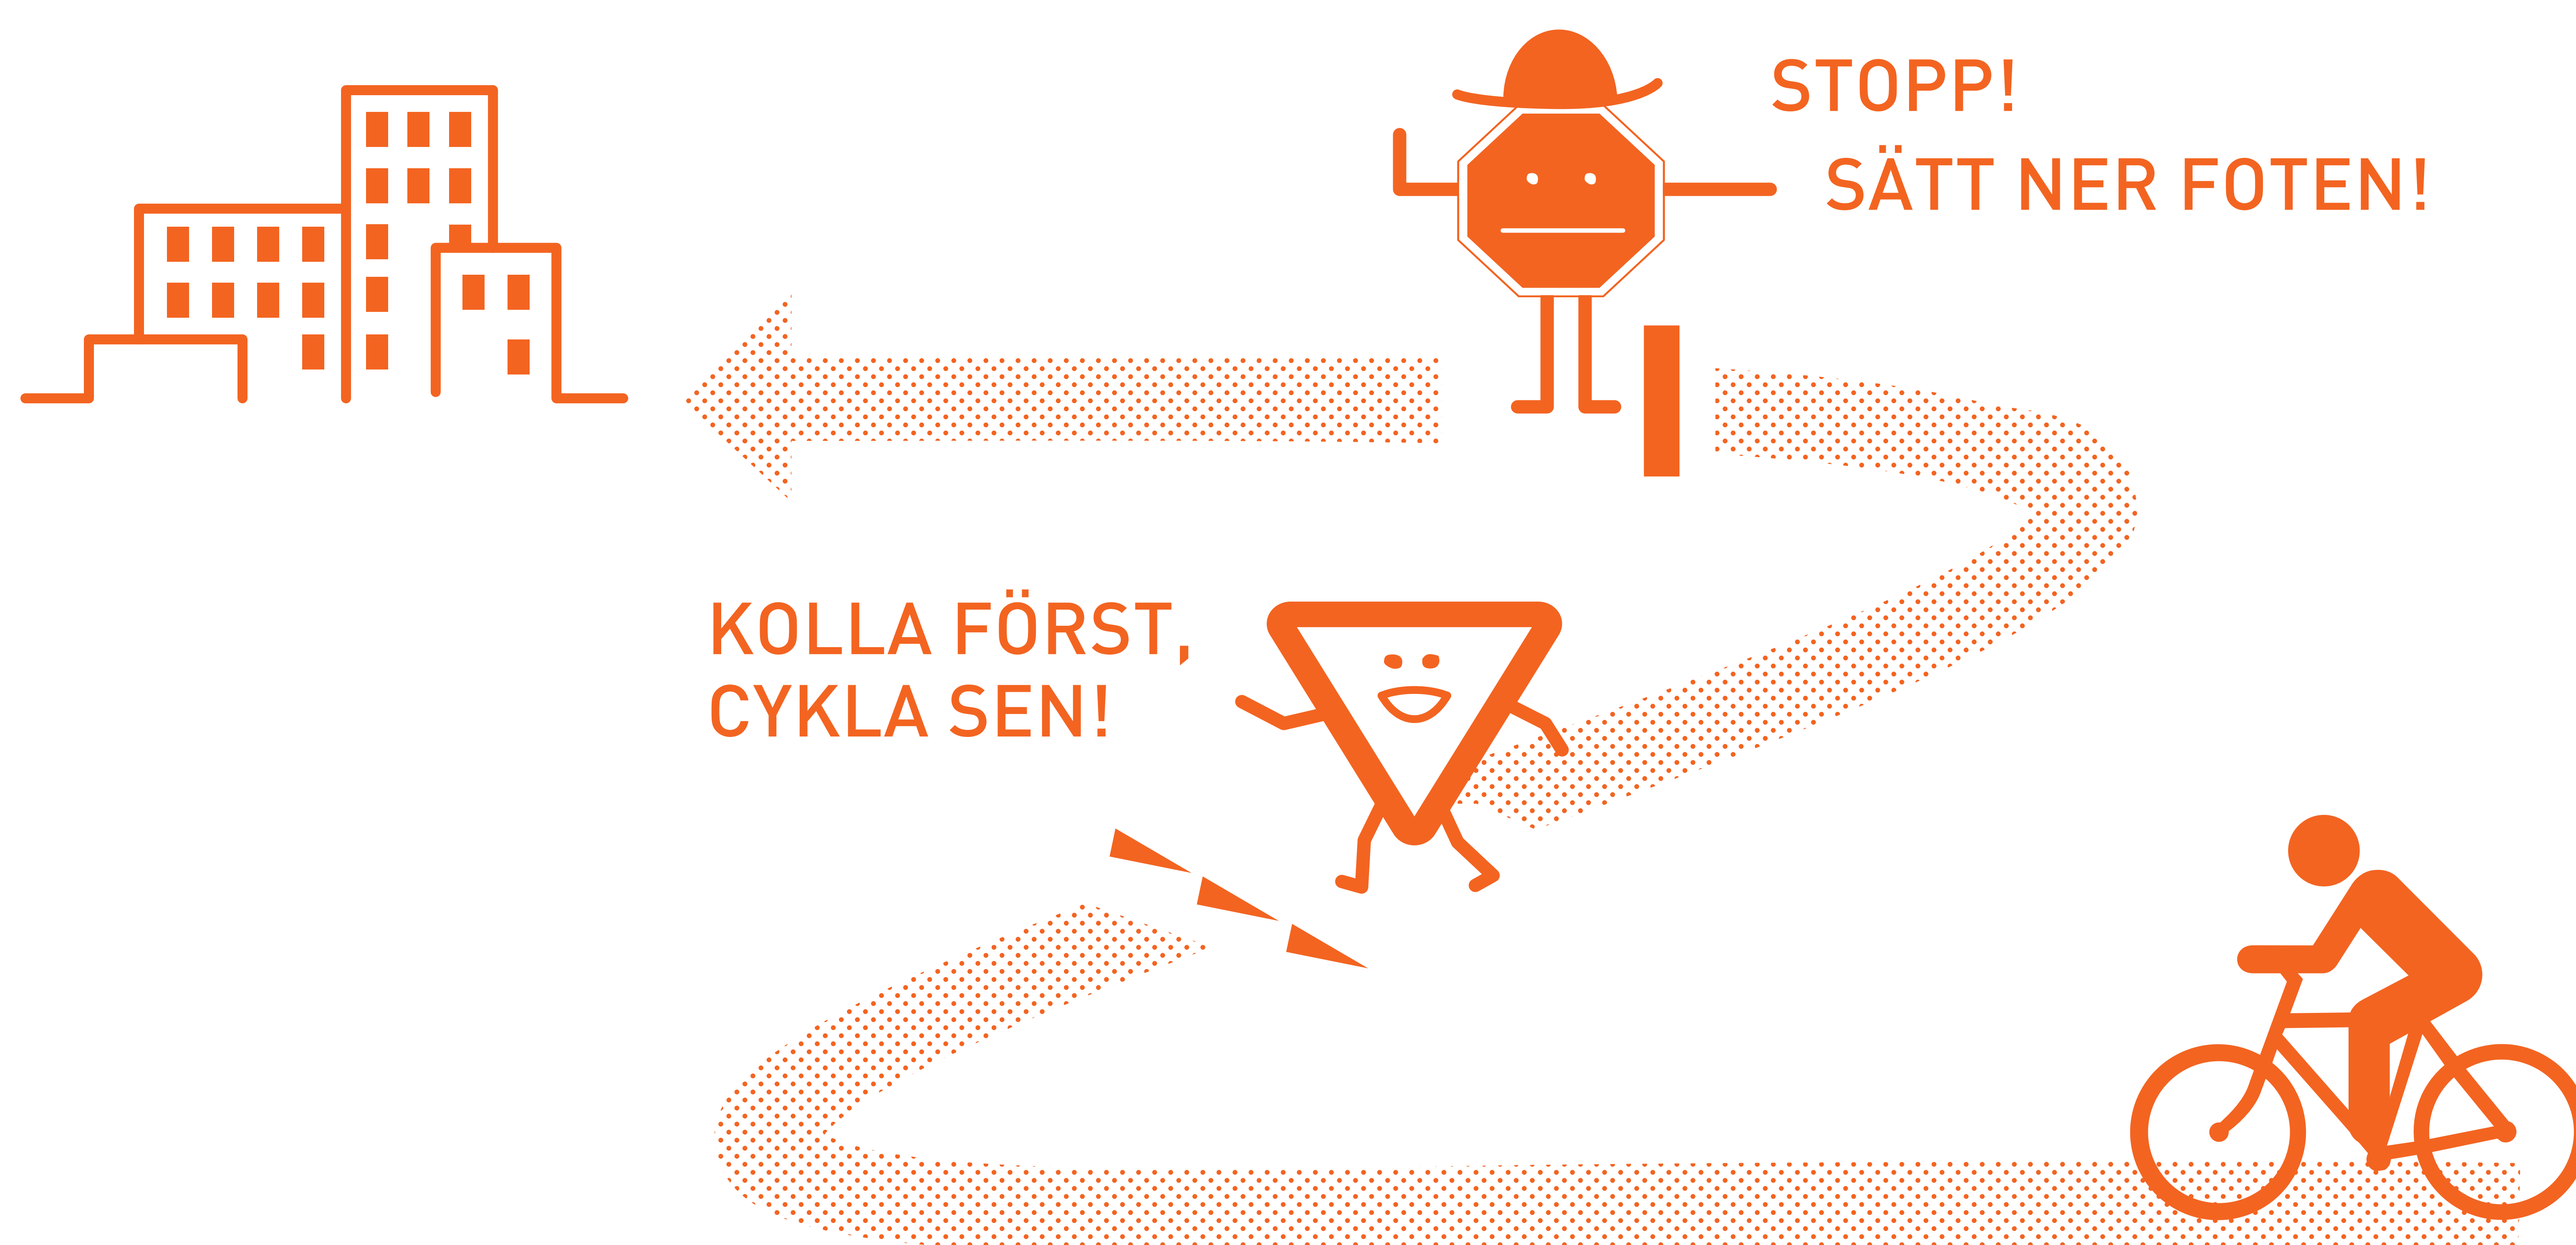 STOPP!
SÄTT NER FOTEN!
KOLLA FÖRST,
CYKLA SEN!